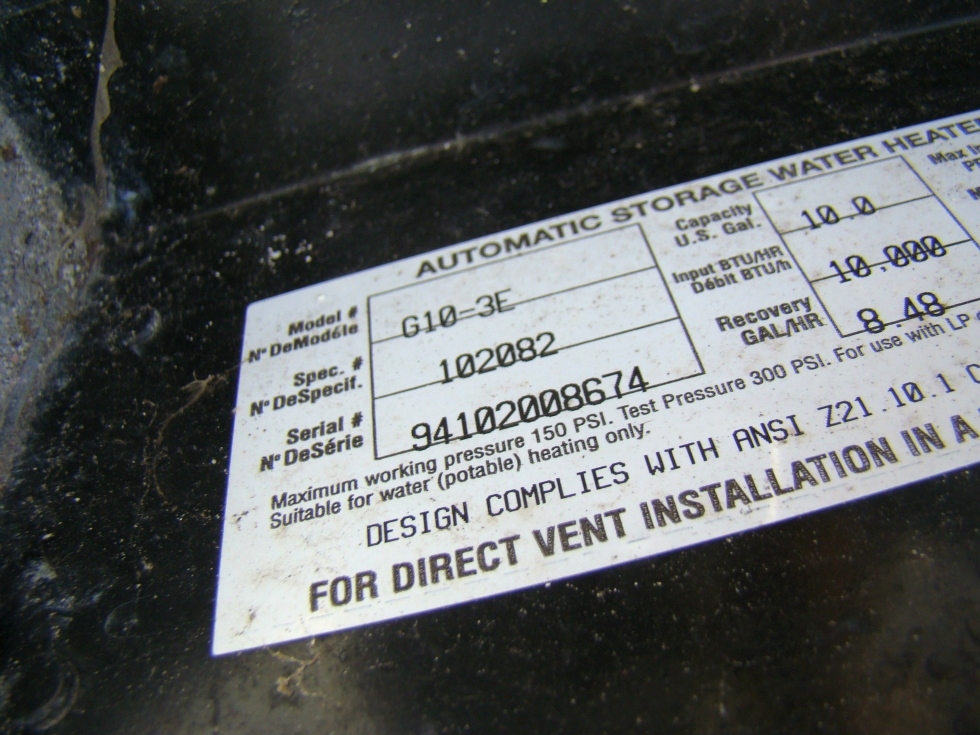 AUTOMATIC STORAGE WATER HEATE
Model # G10-3E
N° DeModéle
Spec. # 102082
N° DeSpecif.
Serial # 94102008674
N° DeSérie
Capacity 10.0
U.S. Gal.
Input BTU/HR 10,000
Débit BTU/h
Recovery 8.48
GAL/HR
Max
Maximum working pressure 150 PSI. Test Pressure 300 PSI. For use with LP
Suitable for water (potable) heating only.
DESIGN COMPLIES WITH ANSI Z21.10.1
FOR DIRECT VENT INSTALLATION IN A